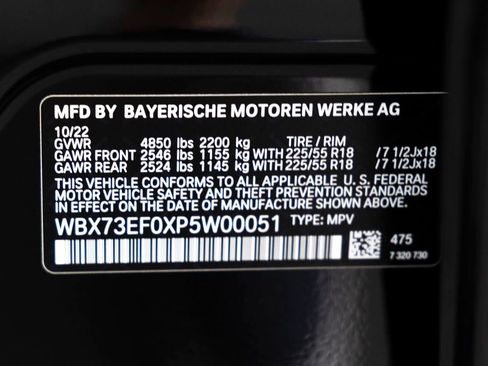 MFD BY BAYERISCHE MOTOREN WERKE AG
10/22
GVWR 4850 lbs 2200 kg TIRE / RIM
GAWR FRONT 2546 lbs 1155 kg WITH 225/55 R18 /7 1/2Jx18
GAWR REAR 2524 lbs 1145 kg WITH 225/55 R18 /7 1/2Jx18
THIS VEHICLE CONFORMS TO ALL APPLICABLE U. S. FEDERAL
MOTOR VEHICLE SAFETY AND THEFT PREVENTION STANDARDS
IN EFFECT ON THE DATE OF MANUFACTURE SHOWN ABOVE.
WBX73EF0XP5W00051 TYPE: MPV
475
7 320 730